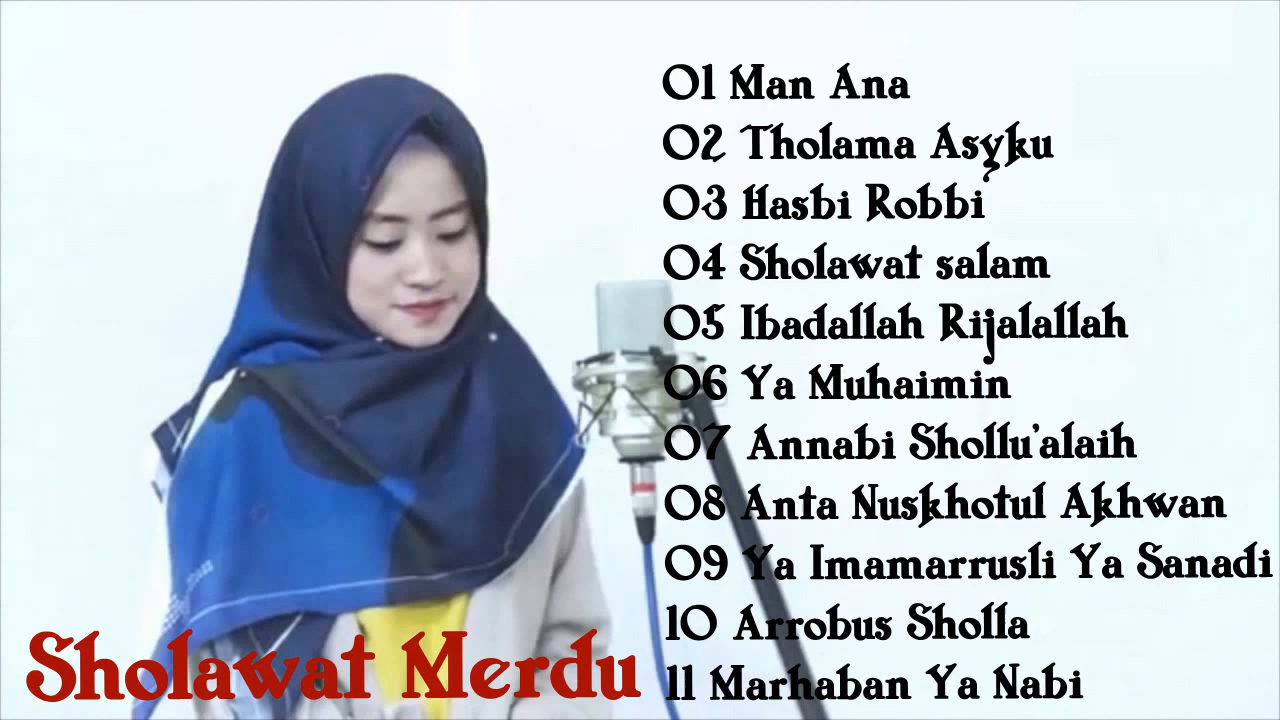 01 Man Ana
02 Tholama Asyku
03 Hasbi Robbi
04 Sholawat salam
05 Ibadallah Rijalallah
06 Ya Muhaimin
07 Annabi Shollu'alaih
08 Anta Nuskhotul Akhwan
09 Ya Imamarrusli Ya Sanadi
10 Arrobus Sholla
11 Marhaban Ya Nabi
Sholawat Merdu